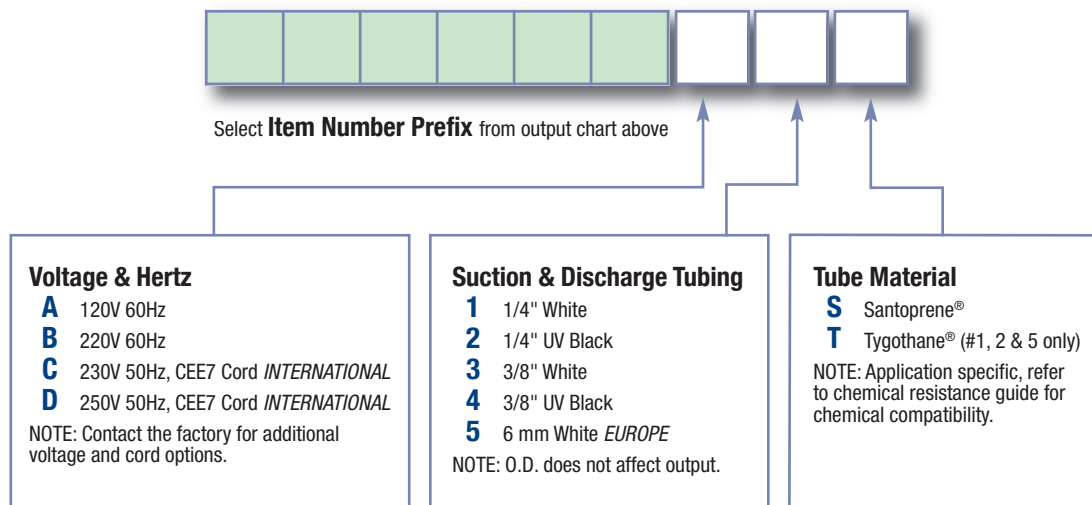 Select Item Number Prefix from output chart above
Voltage & Hertz
A 120V 60Hz
B 220V 60Hz
C 230V 50Hz, CEE7 Cord INTERNATIONAL
D 250V 50Hz, CEE7 Cord INTERNATIONAL
NOTE: Contact the factory for additional
voltage and cord options.
Suction & Discharge Tubing
1 1/4" White
2 1/4" UV Black
3 3/8" White
4 3/8" UV Black
5 6 mm White EUROPE
NOTE: O.D. does not affect output.
Tube Material
S Santoprene®
T Tygothane® (#1, 2 & 5 only)
NOTE: Application specific, refer
to chemical resistance guide for
chemical compatibility.